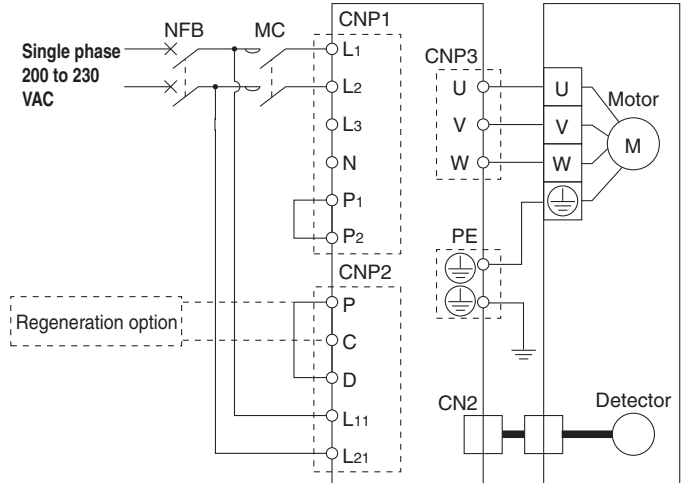 NFB
MC
CNP1
Single phase
200 to 230
VAC
L1
L2
L3
N
P1
P2
CNP3
U
V
W
U
V
W
Motor
M
PE
CNP2
Regeneration option
P
C
D
L11
L21
CN2
Detector